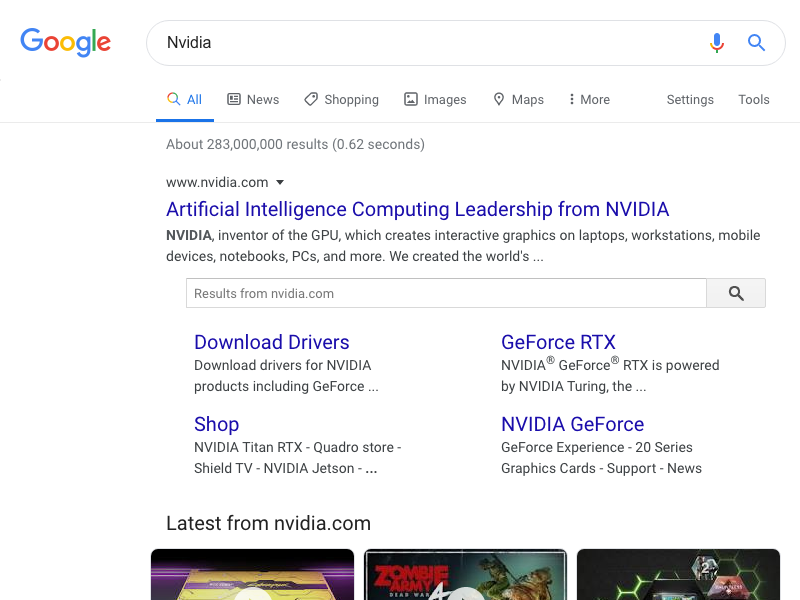 Google
Nvidia
All News Shopping Images Maps More Settings Tools
About 283,000,000 results (0.62 seconds)
www.nvidia.com
Artificial Intelligence Computing Leadership from NVIDIA
NVIDIA, inventor of the GPU, which creates interactive graphics on laptops, workstations, mobile
devices, notebooks, PCs, and more. We created the world's ...
Results from nvidia.com
Download Drivers
Download drivers for NVIDIA
products including GeForce ...
GeForce RTX
NVIDIA® GeForce® RTX is powered
by NVIDIA Turing, the ...
Shop
NVIDIA Titan RTX - Quadro store -
Shield TV - NVIDIA Jetson - ...
NVIDIA GeForce
GeForce Experience - 20 Series
Graphics Cards - Support - News
Latest from nvidia.com
ZOMBIE
ARMY 4
DEAD WAR